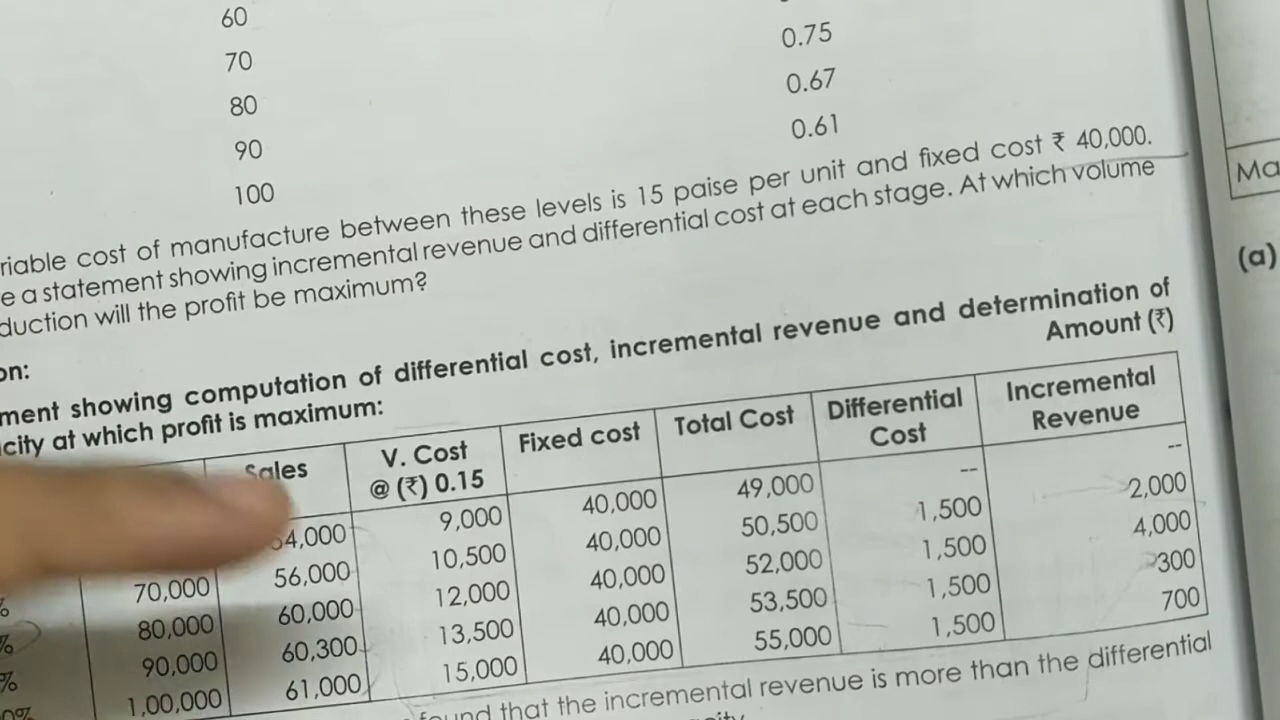 60
70 0.75
80 0.67
90 0.61
100
riable cost of manufacture between these levels is 15 paise per unit and fixed cost ₹ 40,000.
e a statement showing incremental revenue and differential cost at each stage. At which volume
duction will the profit be maximum?
on:
ment showing computation of differential cost, incremental revenue and determination of
city at which profit is maximum:
Amount (₹)
Sales V. Cost @ (₹) 0.15 Fixed cost Total Cost Differential Cost Incremental Revenue
54,000 9,000 40,000 49,000 -- --
70,000 56,000 10,500 40,000 50,500 1,500 2,000
% 80,000 60,000 12,000 40,000 52,000 1,500 4,000
% 90,000 60,300 13,500 40,000 53,500 1,500 300
% 1,00,000 61,000 15,000 40,000 55,000 1,500 700
0%
found that the incremental revenue is more than the differential
Ma
(a)